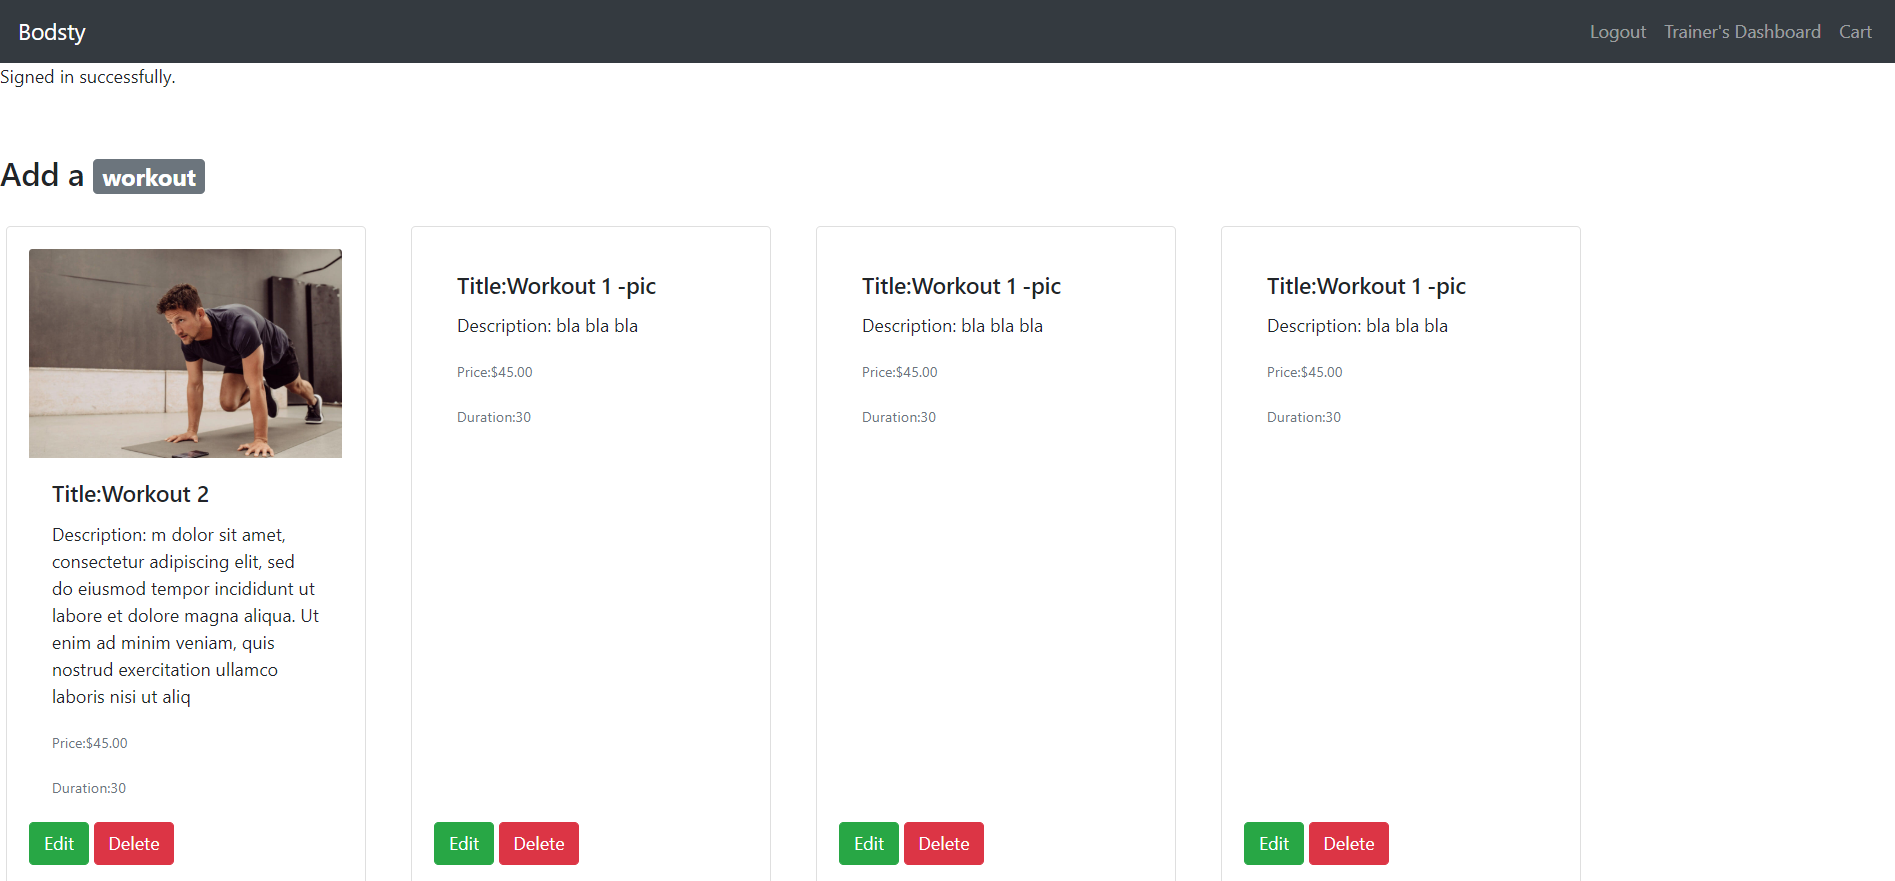 Bodsty
Logout Trainer's Dashboard Cart
Signed in successfully.
Add a workout
Title:Workout 2
Description: m dolor sit amet,
consectetur adipiscing elit, sed
do eiusmod tempor incididunt ut
labore et dolore magna aliqua. Ut
enim ad minim veniam, quis
nostrud exercitation ullamco
laboris nisi ut aliq
Price:$45.00
Duration:30
Edit Delete
Title:Workout 1 -pic
Description: bla bla bla
Price:$45.00
Duration:30
Edit Delete
Title:Workout 1 -pic
Description: bla bla bla
Price:$45.00
Duration:30
Edit Delete
Title:Workout 1 -pic
Description: bla bla bla
Price:$45.00
Duration:30
Edit Delete